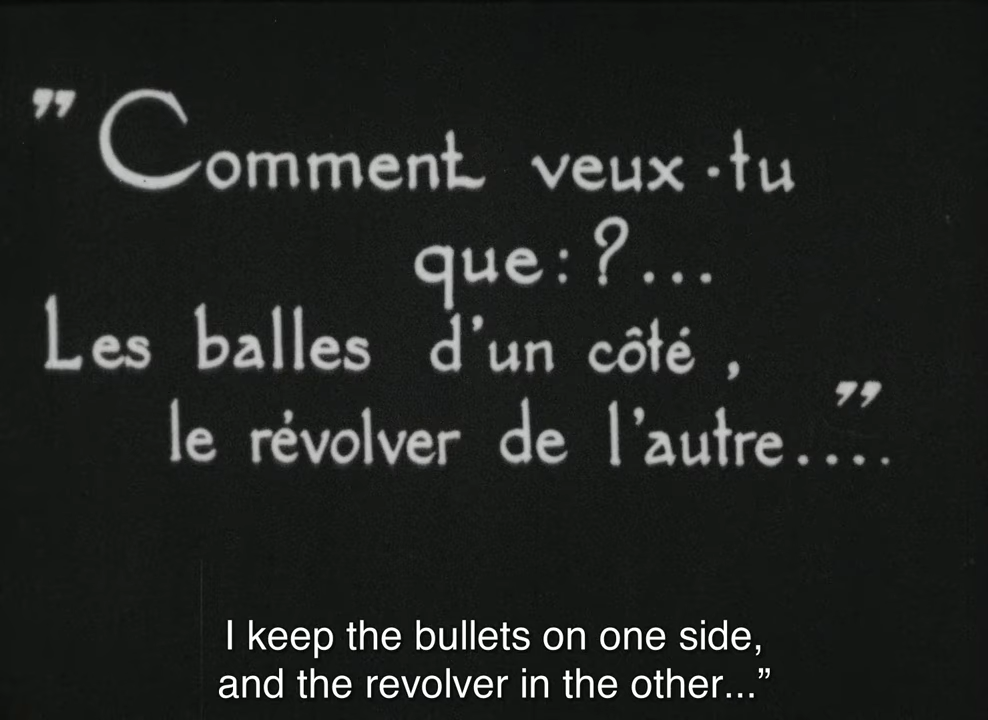 ” Comment veux-tu
que : ?...
Les balles d'un côté ,
le révolver de l'autre.... ”
I keep the bullets on one side,
and the revolver in the other...”